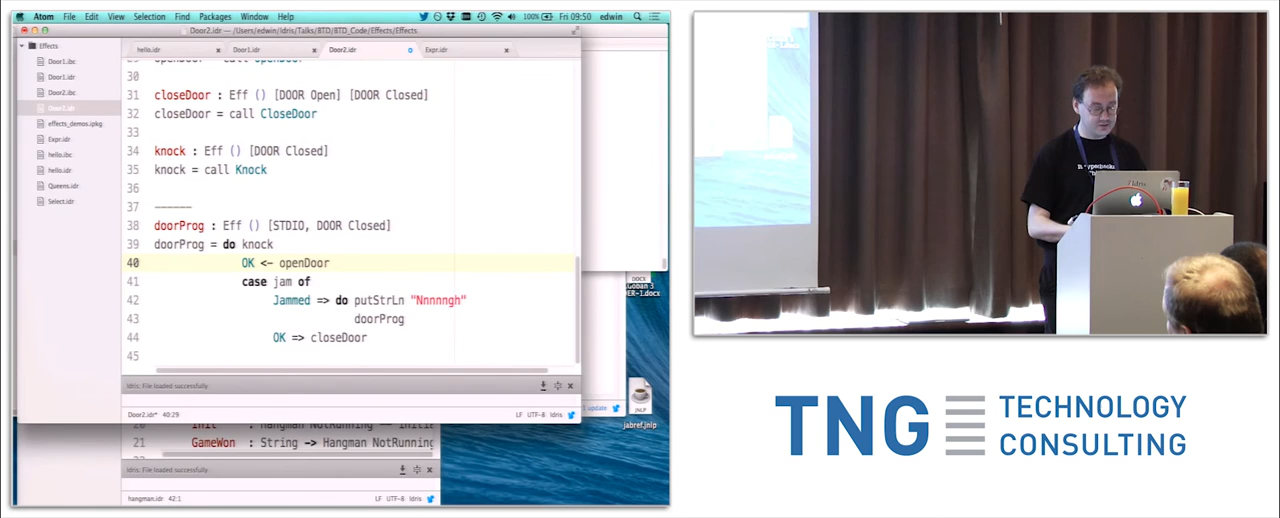 Atom File Edit View Selection Find Packages Window Help 100% Fri 09:50 edwin
Door2.idr — /Users/edwin/Idris/Talks/BTD/BTD_Code/Effects/Effects
Effects
Door1.ibc
Door1.idr
Door2.ibc
Door2.idr
effects_demos.ipkg
Expr.idr
hello.ibc
hello.idr
Queens.idr
Select.idr
hello.idr Door1.idr Door2.idr Expr.idr
30
31 closeDoor : Eff () [DOOR Open] [DOOR Closed]
32 closeDoor = call CloseDoor
33
34 knock : Eff () [DOOR Closed]
35 knock = call Knock
36
37 ------
38 doorProg : Eff () [STDIO, DOOR Closed]
39 doorProg = do knock
40 OK <- openDoor
41 case jam of
42 Jammed => do putStrLn "Nnnnngh"
43 doorProg
44 OK => closeDoor
45
Idris: File loaded successfully
Door2.idr* 40:29 LF UTF-8 Idris
21 GameWon : String -> Hangman NotRunning
Idris: File loaded successfully
hangman.idr 42:1 LF UTF-8 Idris
update
DOCX
JNLP
jabref.jnlp
Idris
TNG TECHNOLOGY
CONSULTING